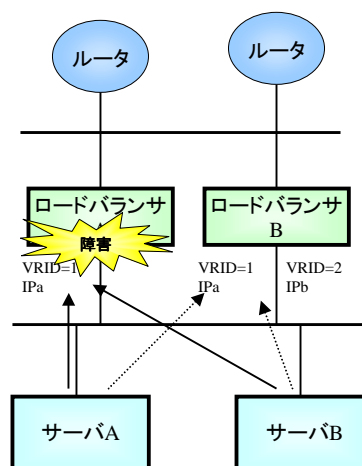 ルータ
ルータ
ロードバランサ
障害
ロードバランサ
B
VRID=1
IPa
VRID=1
IPa
VRID=2
IPb
サーバA
サーバB